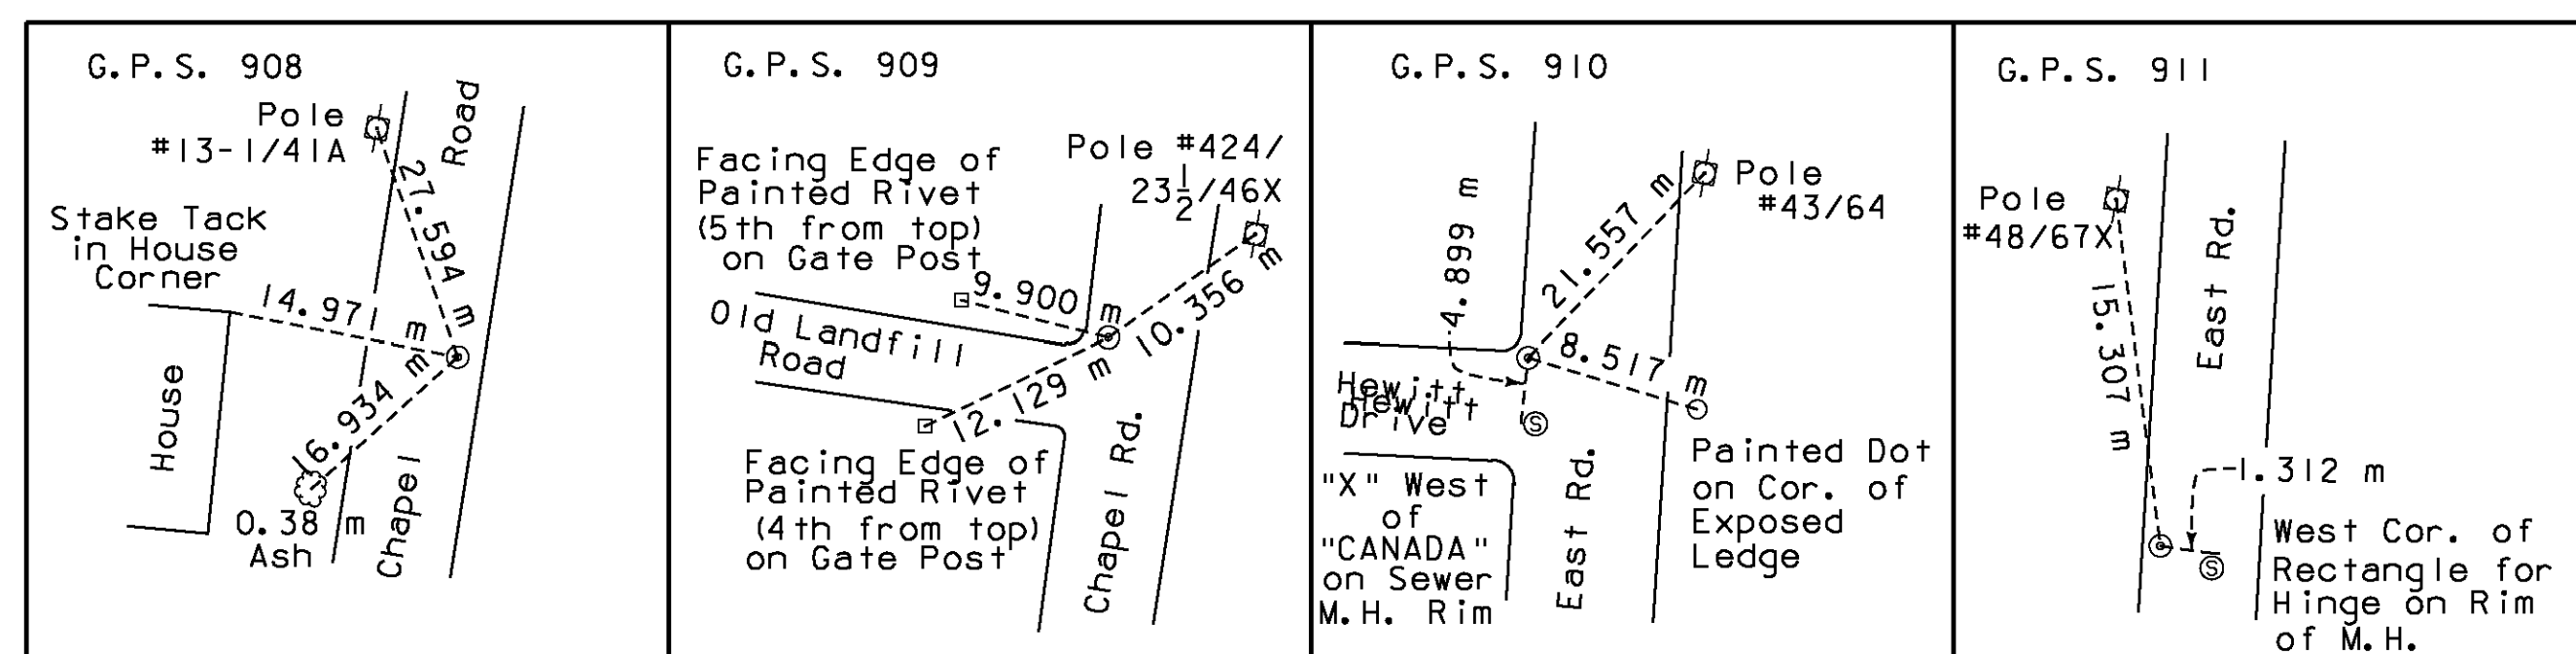 G.P.S. 908
Pole
#13-1/41A
Road
27.594 m
Stake Tack
in House
Corner
14.971 m
House
16.934 m
0.38 m
Ash
Chapel
G.P.S. 909
Facing Edge of
Painted Rivet
(5th from top)
on Gate Post
Pole #424/
23 1/2/46X
9.900 m
10.356 m
Old Landfill
Road
12.129 m
Facing Edge of
Painted Rivet
(4th from top)
on Gate Post
Chapel Rd.
G.P.S. 910
4.899 m
21.557 m
Pole
#43/64
8.517 m
Hewitt
Hewitt
Drive
S
"X" West
of
"CANADA"
on Sewer
M.H. Rim
East Rd.
Painted Dot
on Cor. of
Exposed
Ledge
G.P.S. 911
Pole
#48/67X
East Rd.
15.307 m
1.312 m
S
West Cor. of
Rectangle for
Hinge on Rim
of M.H.